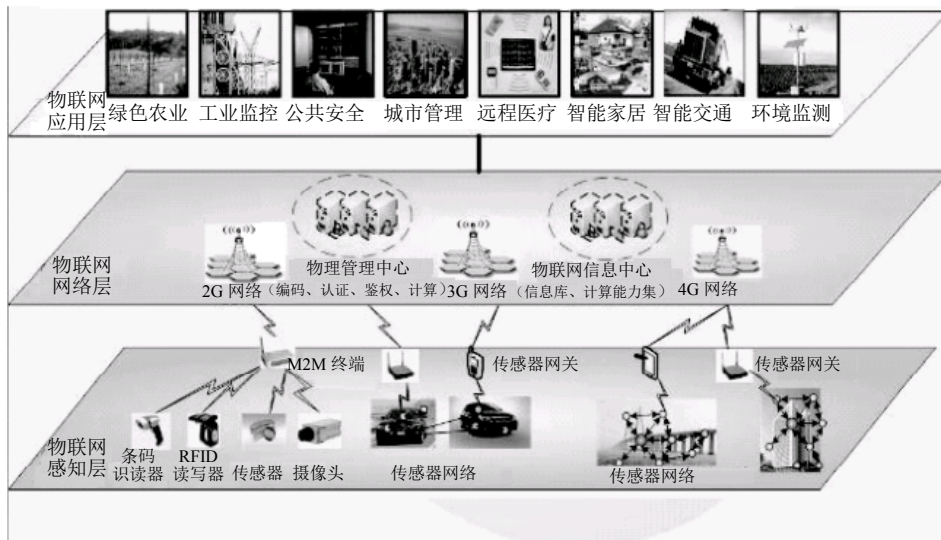 绿色农业 工业监控 公共安全 城市管理 远程医疗 智能家居 智能交通 环境监测
物联网
应用层
物理管理中心 物联网信息中心
物联网
网络层
2G 网络（编码、认证、鉴权、计算）3G 网络（信息库、计算能力集）4G 网络
M2M 终端 传感器网关 传感器网关
物联网
感知层
条码
识读器
RFID
读写器
传感器 摄像头 传感器网络 传感器网络